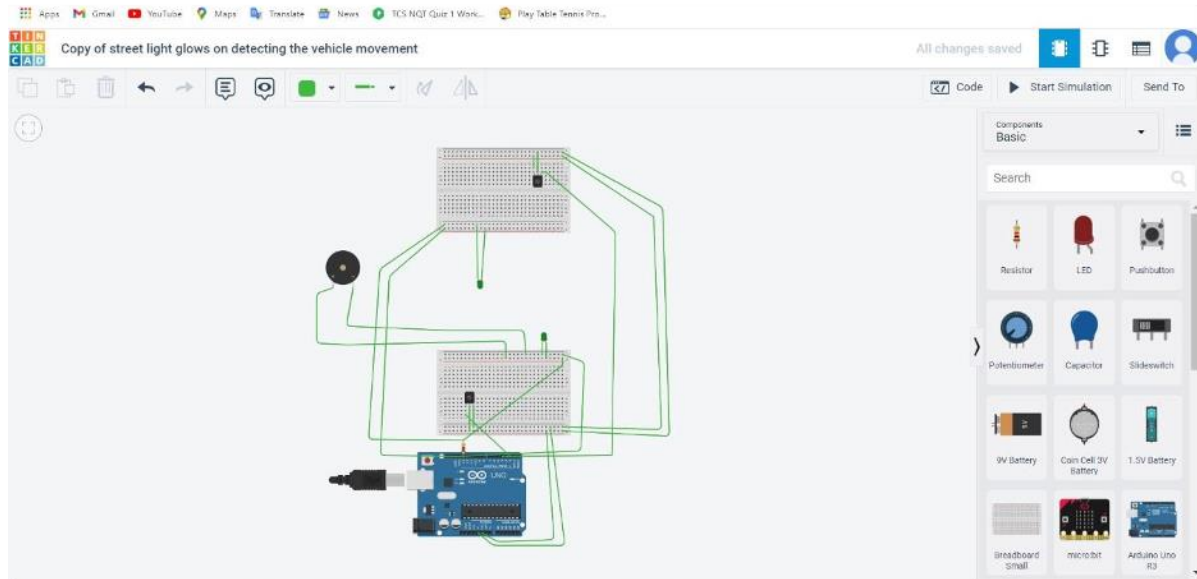 Apps Gmail YouTube Maps Translate News TCS NQT Quiz 1 Work... Play Table Tennis Pro...
TIN
KER
CAD
Copy of street light glows on detecting the vehicle movement
All changes saved
Code Start Simulation Send To
Components
Basic
Search
Resistor LED Pushbutton
Potentiometer Capacitor Slideswitch
9V Battery Coin Cell 3V Battery 1.5V Battery
Breadboard Small micro:bit Arduino Uno R3
UNO